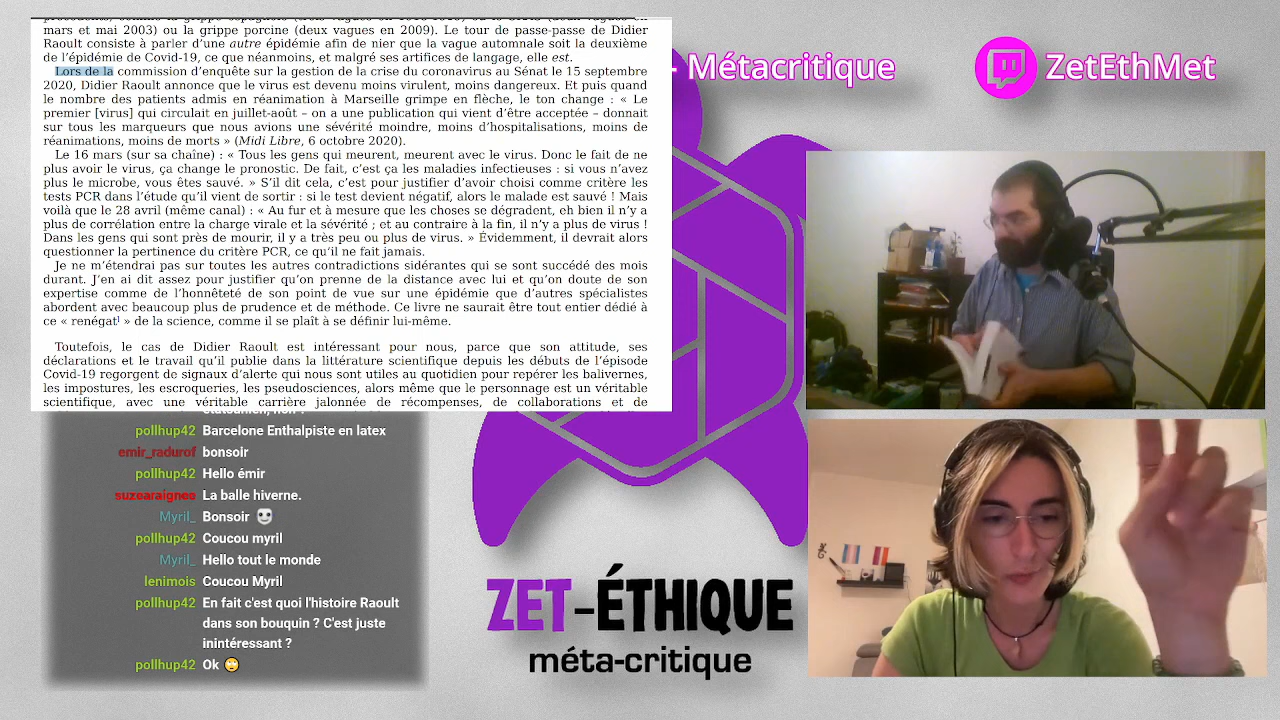 mars et mai 2003) ou la grippe porcine (deux vagues en 2009). Le tour de passe-passe de Didier
Raoult consiste à parler d’une autre épidémie afin de nier que la vague automnale soit la deuxième
de l’épidémie de Covid-19, ce que néanmoins, et malgré ses artifices de langage, elle est.
Lors de la commission d’enquête sur la gestion de la crise du coronavirus au Sénat le 15 septembre
2020, Didier Raoult annonce que le virus est devenu moins virulent, moins dangereux. Et puis quand
le nombre des patients admis en réanimation à Marseille grimpe en flèche, le ton change : « Le
premier [virus] qui circulait en juillet-août – on a une publication qui vient d’être acceptée – donnait
sur tous les marqueurs que nous avions une sévérité moindre, moins d’hospitalisations, moins de
réanimations, moins de morts » (Midi Libre, 6 octobre 2020).
Le 16 mars (sur sa chaîne) : « Tous les gens qui meurent, meurent avec le virus. Donc le fait de ne
plus avoir le virus, ça change le pronostic. De fait, c’est ça les maladies infectieuses : si vous n’avez
plus le microbe, vous êtes sauvé. » S’il dit cela, c’est pour justifier d’avoir choisi comme critère les
tests PCR dans l’étude qu’il vient de sortir : si le test devient négatif, alors le malade est sauvé ! Mais
voilà que le 28 avril (même canal) : « Au fur et à mesure que les choses se dégradent, eh bien il n’y a
plus de corrélation entre la charge virale et la sévérité ; et au contraire à la fin, il n’y a plus de virus !
Dans les gens qui sont près de mourir, il y a très peu ou plus de virus. » Évidemment, il devrait alors
questionner la pertinence du critère PCR, ce qu’il ne fait jamais.
Je ne m’étendrai pas sur toutes les autres contradictions sidérantes qui se sont succédé des mois
durant. J’en ai dit assez pour justifier qu’on prenne de la distance avec lui et qu’on doute de son
expertise comme de l’honnêteté de son point de vue sur une épidémie que d’autres spécialistes
abordent avec beaucoup plus de prudence et de méthode. Ce livre ne saurait être tout entier dédié à
ce « renégat » de la science, comme il se plaît à se définir lui-même.
Toutefois, le cas de Didier Raoult est intéressant pour nous, parce que son attitude, ses
déclarations et le travail qu’il publie dans la littérature scientifique depuis les débuts de l’épisode
Covid-19 regorgent de signaux d’alerte qui nous sont utiles au quotidien pour repérer les balivernes,
les impostures, les escroqueries, les pseudosciences, alors même que le personnage est un véritable
scientifique, avec une véritable carrière jalonnée de récompenses, de collaborations et de
- Métacritique
ZetEthMet
pollhup42 Barcelone Enthalpiste en latex
emir_radurof bonsoir
pollhup42 Hello émir
suzearaignee La balle hiverne.
Myril_ Bonsoir
pollhup42 Coucou myril
Myril_ Hello tout le monde
lenimois Coucou Myril
pollhup42 En fait c'est quoi l'histoire Raoult
dans son bouquin ? C'est juste
inintéressant ?
pollhup42 Ok 🙄
ZET-ÉTHIQUE
méta-critique